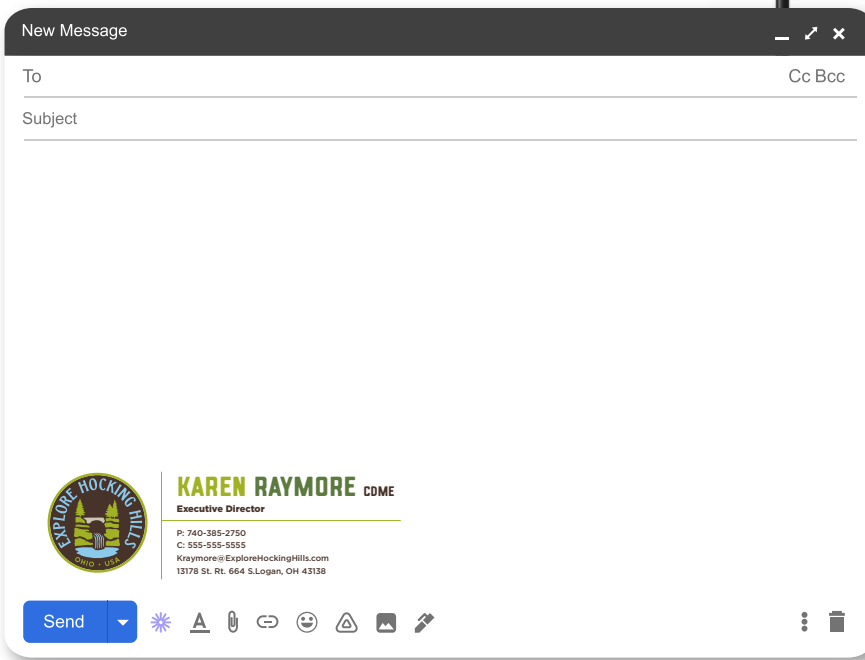 New Message
To
Cc Bcc
Subject
EXPLORE HOCKING HILLS
OHIO • USA
KAREN RAYMORE CDME
Executive Director
P: 740-385-2750
C: 555-555-5555
Kraymore@ExploreHockingHills.com
13178 St. Rt. 664 S.Logan, OH 43138
Send
A